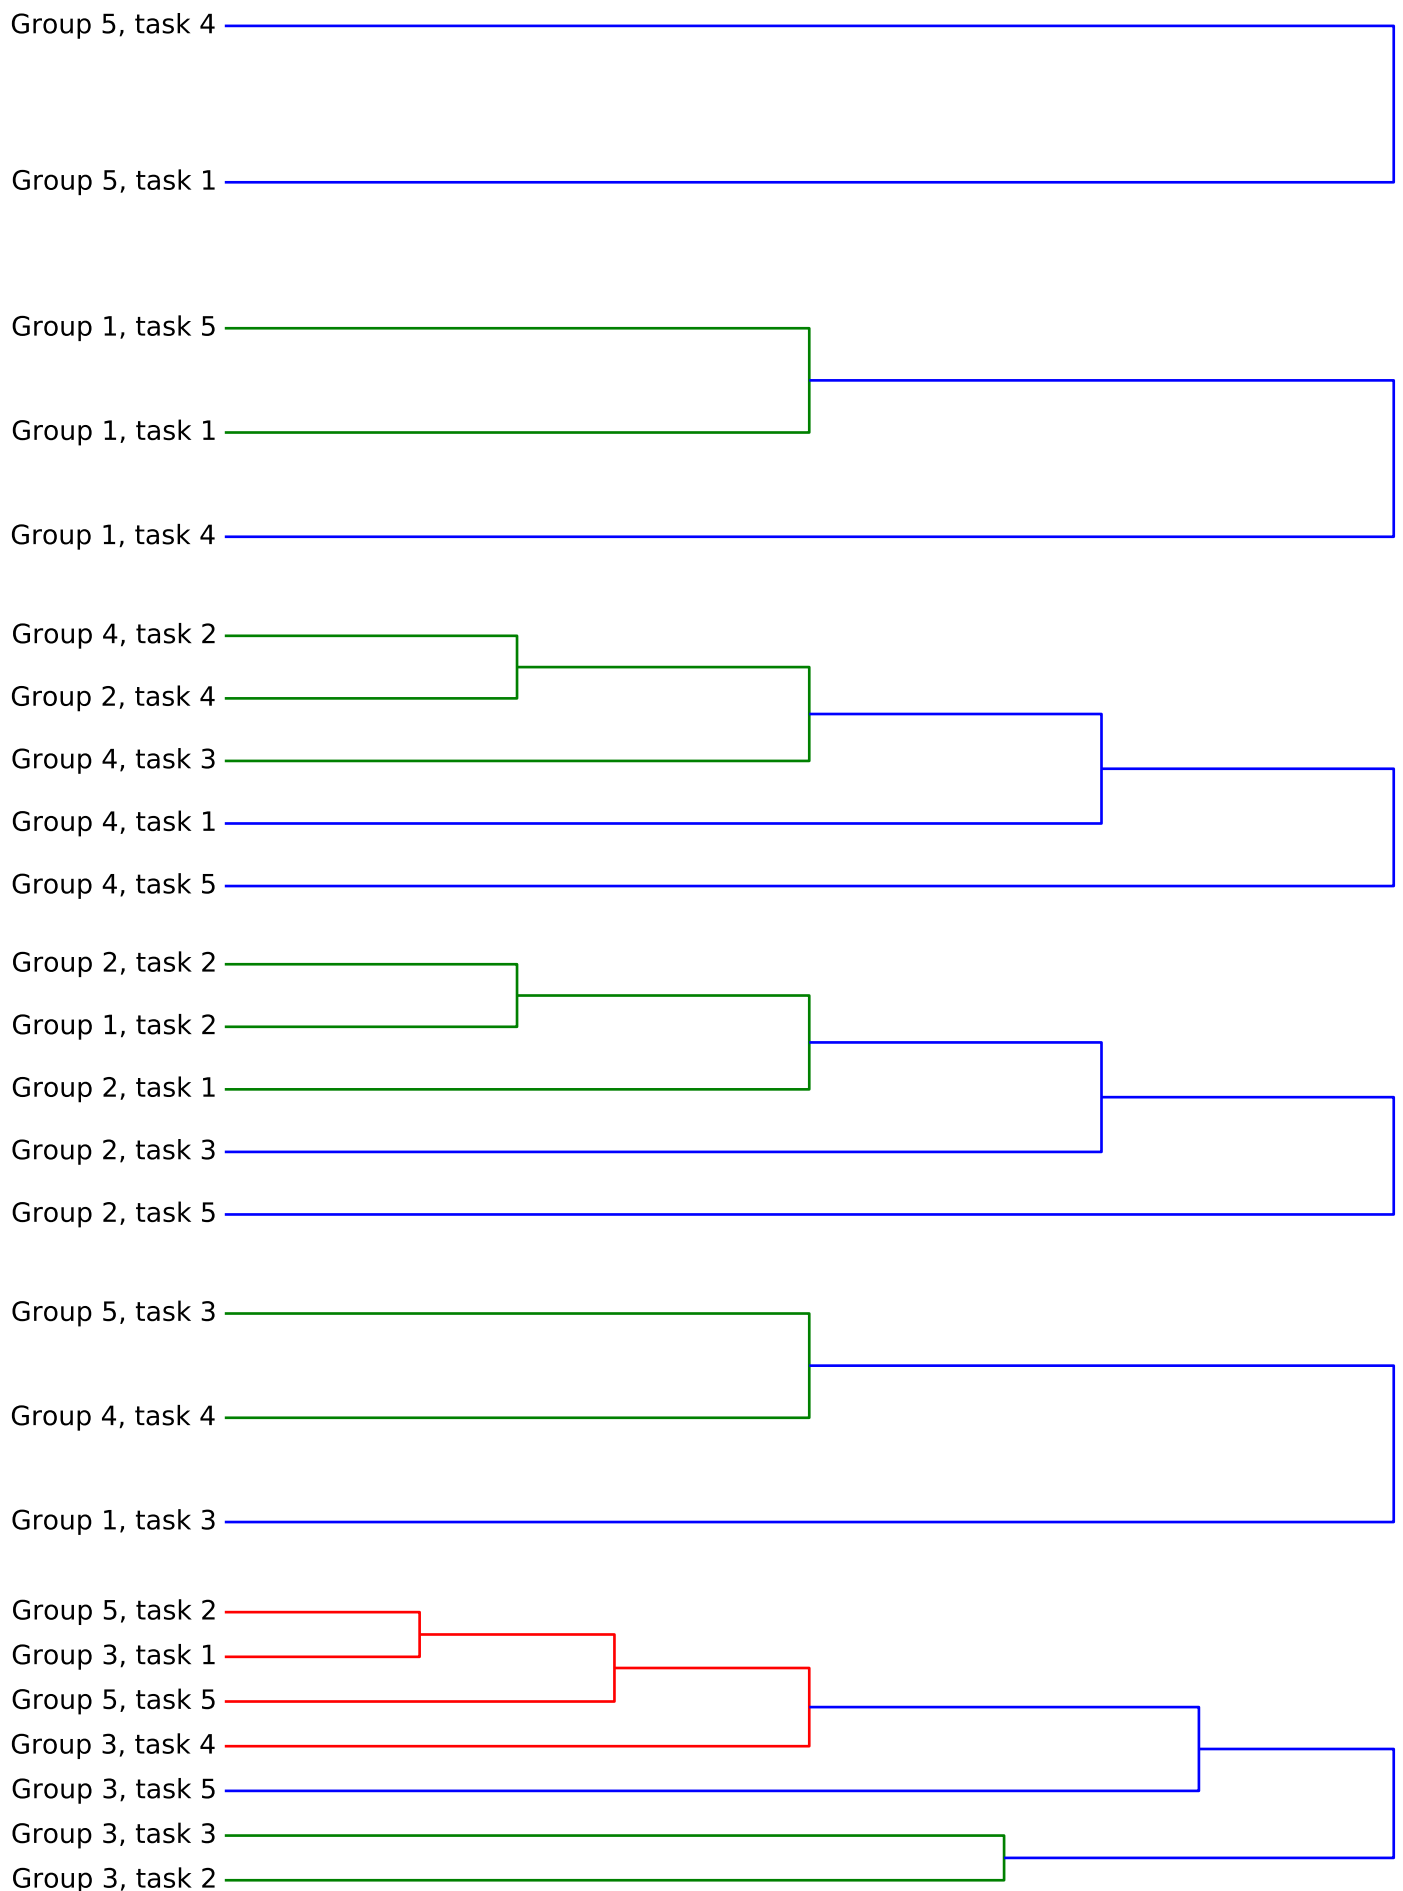 Group 5, task 4
Group 5, task 1
Group 1, task 5
Group 1, task 1
Group 1, task 4
Group 4, task 2
Group 2, task 4
Group 4, task 3
Group 4, task 1
Group 4, task 5
Group 2, task 2
Group 1, task 2
Group 2, task 1
Group 2, task 3
Group 2, task 5
Group 5, task 3
Group 4, task 4
Group 1, task 3
Group 5, task 2
Group 3, task 1
Group 5, task 5
Group 3, task 4
Group 3, task 5
Group 3, task 3
Group 3, task 2